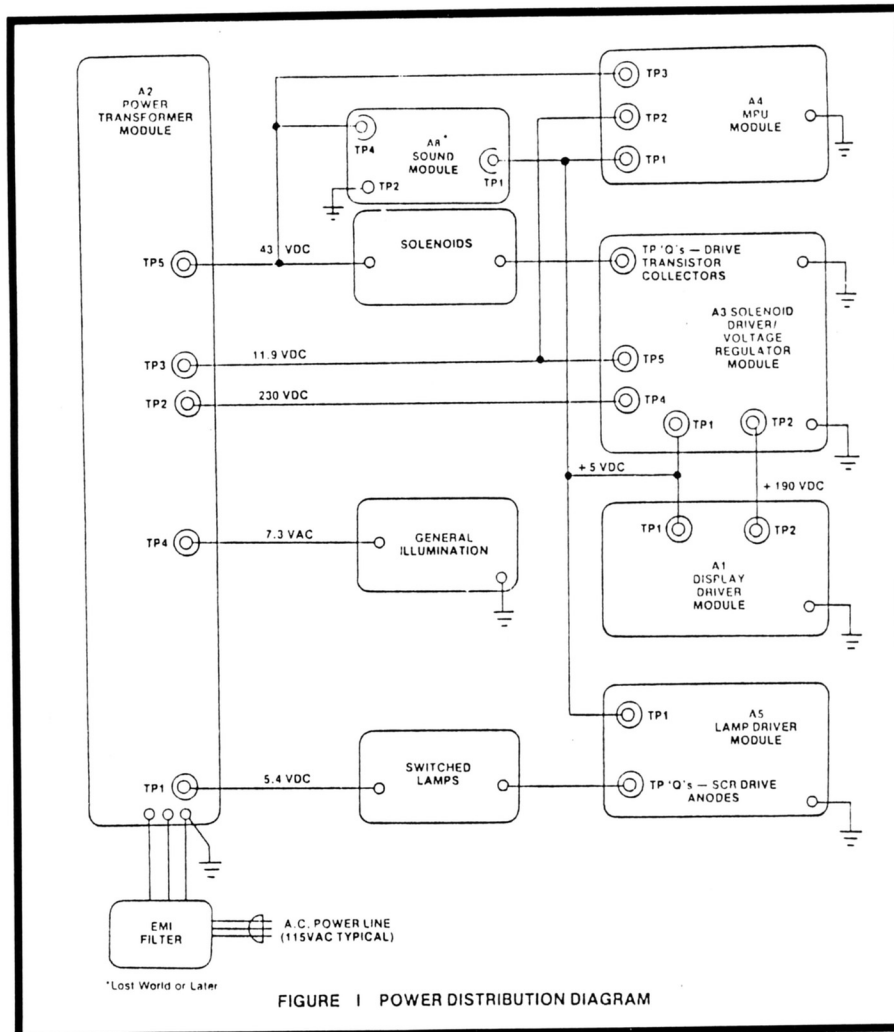 A2
POWER
TRANSFORMER
MODULE
TP5
TP3
TP2
TP4
TP1
43 VDC
11.9 VDC
230 VDC
7.3 VAC
5.4 VDC
TP4
A8*
SOUND
MODULE
TP1
TP2
SOLENOIDS
GENERAL
ILLUMINATION
SWITCHED
LAMPS
TP3
TP2
TP1
A4
MPU
MODULE
TP 'Q's — DRIVE
TRANSISTOR
COLLECTORS
A3 SOLENOID
DRIVER/
VOLTAGE
REGULATOR
MODULE
TP5
TP4
TP1
TP2
+ 5 VDC
+ 190 VDC
TP1
TP2
A1
DISPLAY
DRIVER
MODULE
TP1
A5
LAMP DRIVER
MODULE
TP 'Q's — SCR DRIVE
ANODES
EMI
FILTER
A.C. POWER LINE
(115VAC TYPICAL)
*Lost World or Later
FIGURE I POWER DISTRIBUTION DIAGRAM